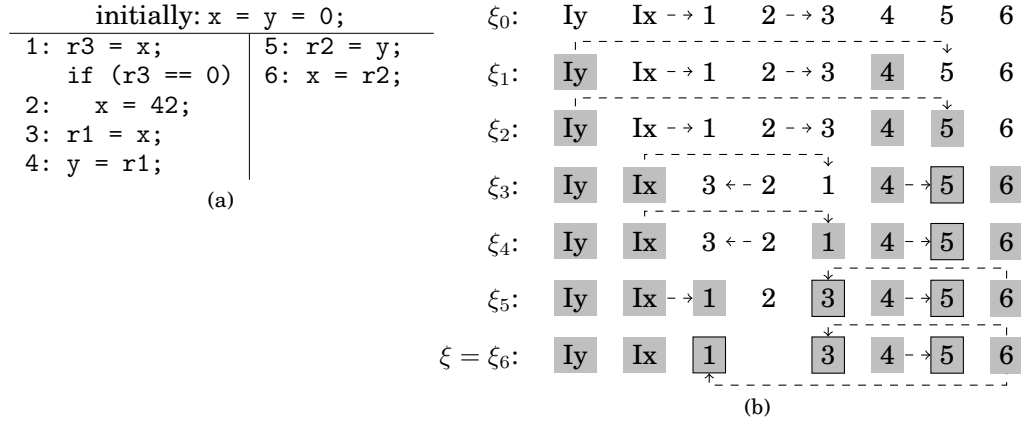 initially: x = y = 0;
1: r3 = x;
if (r3 == 0)
2: x = 42;
3: r1 = x;
4: y = r1;
5: r2 = y;
6: x = r2;
(a)
ξ0: Iy Ix 1 2 3 4 5 6
ξ1: Iy Ix 1 2 3 4 5 6
ξ2: Iy Ix 1 2 3 4 5 6
ξ3: Iy Ix 3 2 1 4 5 6
ξ4: Iy Ix 3 2 1 4 5 6
ξ5: Iy Ix 1 2 3 4 5 6
ξ = ξ6: Iy Ix 1 3 4 5 6
(b)